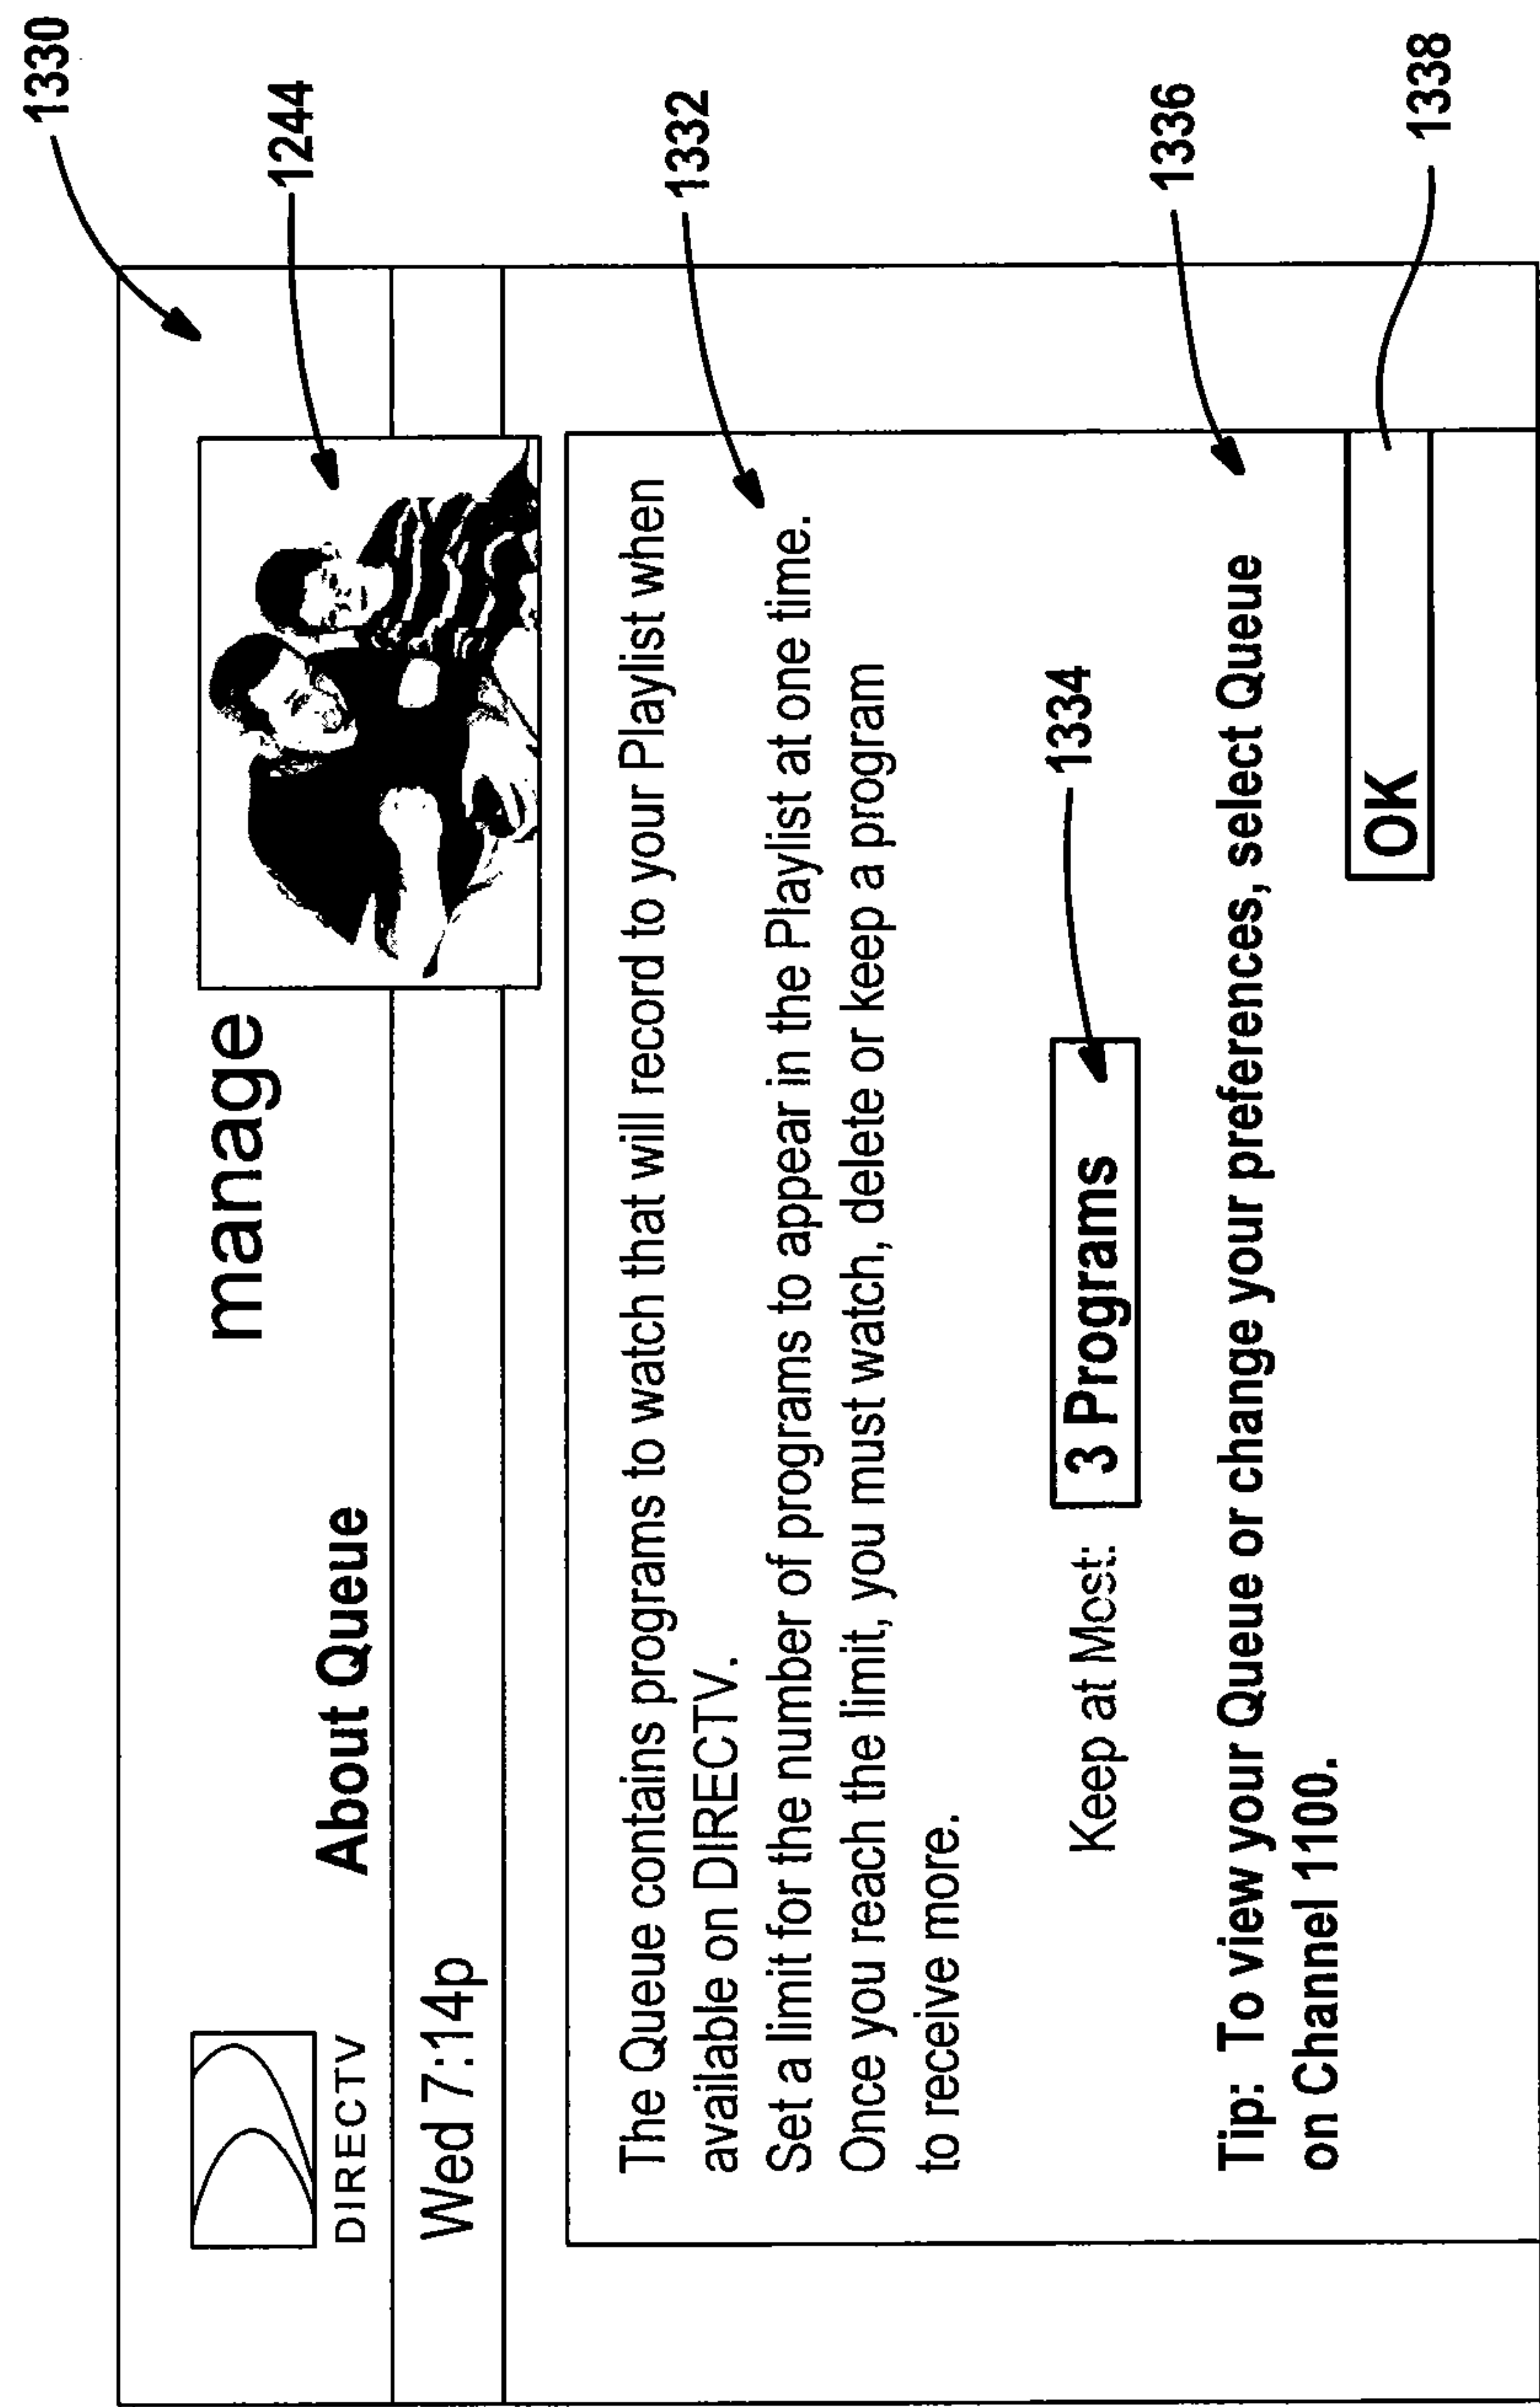 1330
manage
1244
About Queue
DIRECTV
Wed 7:14p
The Queue contains programs to watch that will record to your Playlist when
available on DIRECTV.
1332
Set a limit for the number of programs to appear in the Playlist at one time.
Once you reach the limit, you must watch, delete or keep a program
to receive more.
1334
Keep at Most: 3 Programs
1336
Tip: To view your Queue or change your preferences, select Queue
on Channel 1100.
OK
1338